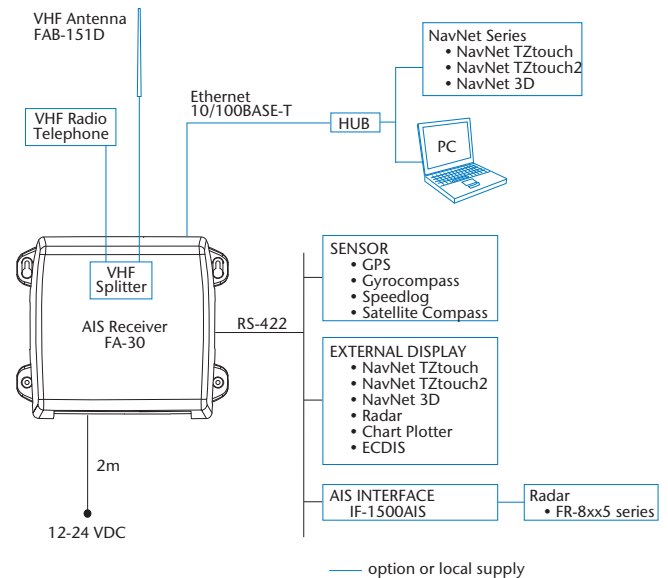 VHF Antenna
FAB-151D
NavNet Series
• NavNet TZtouch
• NavNet TZtouch2
• NavNet 3D
Ethernet
10/100BASE-T
VHF Radio
Telephone
HUB
PC
VHF
Splitter
AIS Receiver
FA-30
RS-422
SENSOR
• GPS
• Gyrocompass
• Speedlog
• Satellite Compass
EXTERNAL DISPLAY
• NavNet TZtouch
• NavNet TZtouch2
• NavNet 3D
• Radar
• Chart Plotter
• ECDIS
2m
12-24 VDC
AIS INTERFACE
IF-1500AIS
Radar
• FR-8xx5 series
option or local supply